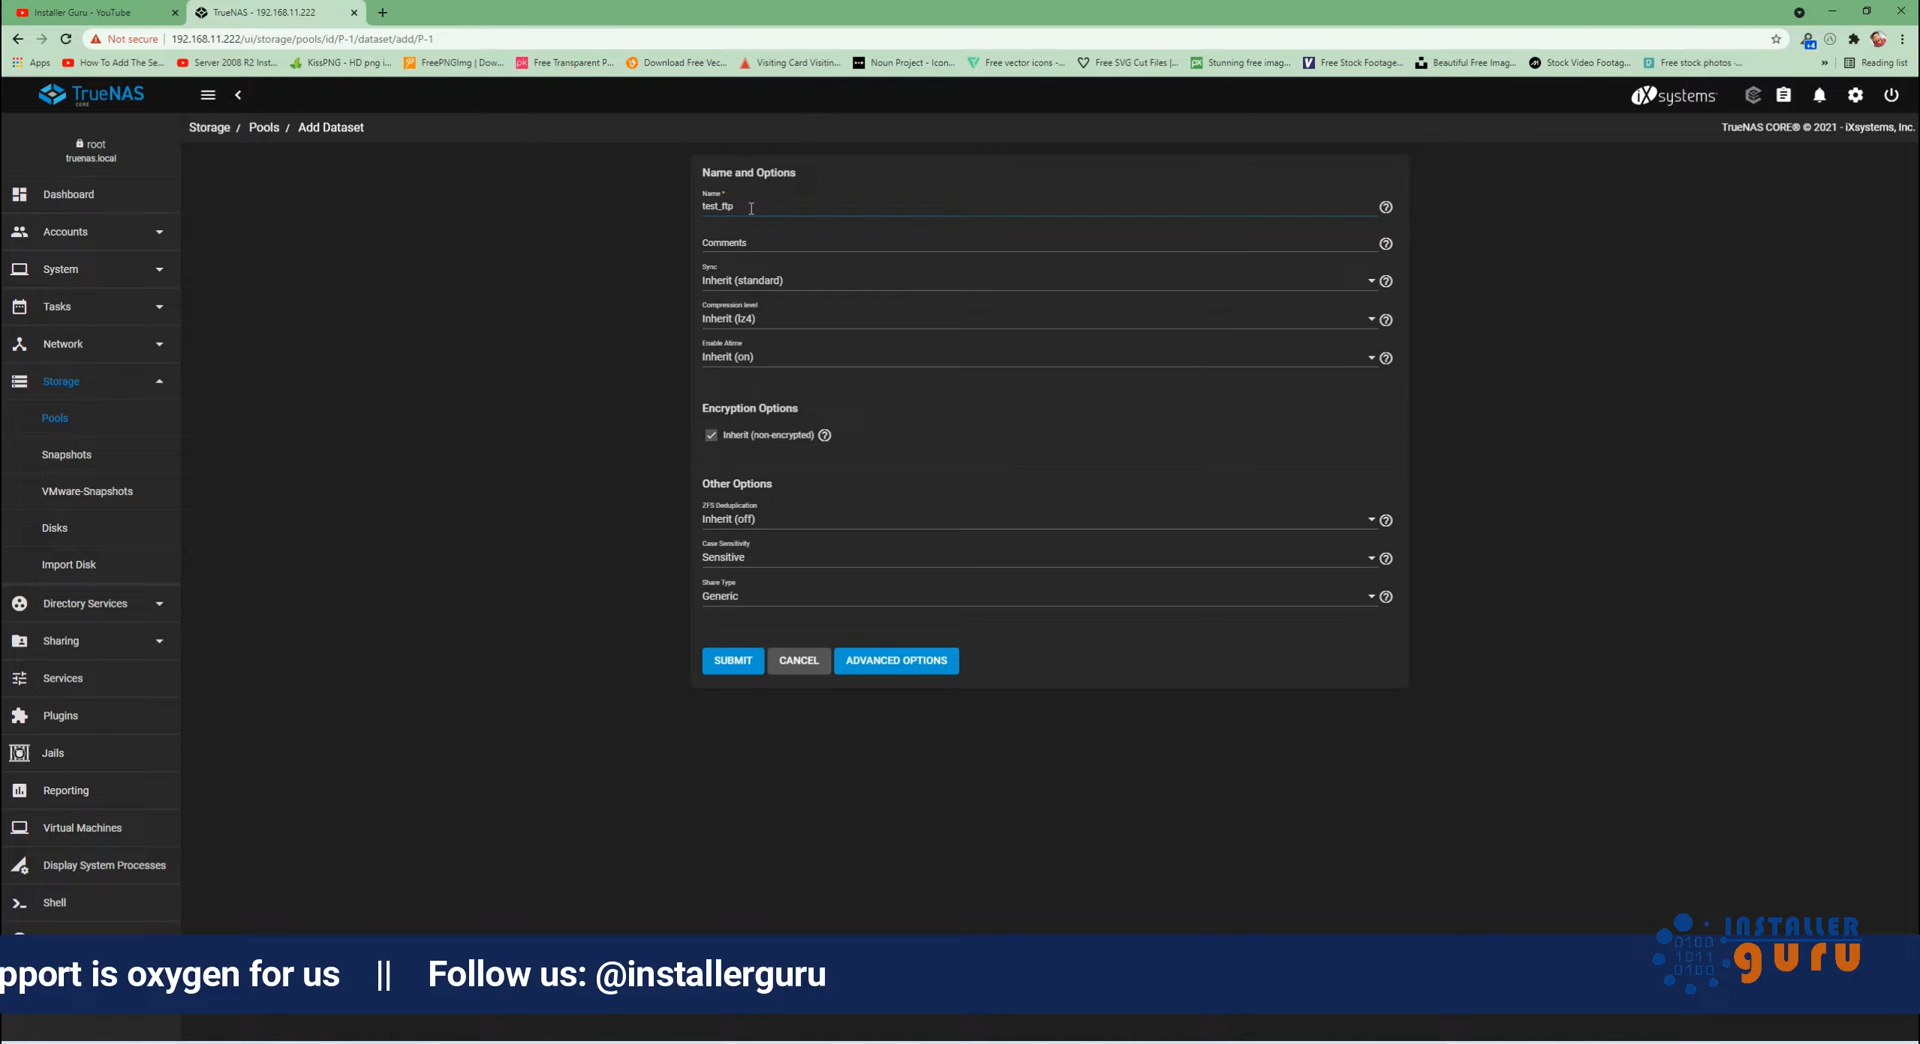 Installer Guru - YouTube
TrueNAS - 192.168.11.222
Not secure
192.168.11.222/ui/storage/pools/id/P-1/dataset/add/P-1
Apps
How To Add The Se...
Server 2008 R2 Inst...
KissPNG - HD png i...
FreePNGImg | Dow...
Free Transparent P...
Download Free Vec...
Visiting Card Visitin...
Noun Project - Icon...
Free vector icons -...
Free SVG Cut Files |...
Stunning free imag...
Free Stock Footage...
Beautiful Free Imag...
Stock Video Footag...
Free stock photos -...
Reading list
TrueNAS
CORE
iXsystems
Storage / Pools / Add Dataset
TrueNAS CORE® © 2021 - iXsystems, Inc.
root
truenas.local
Dashboard
Accounts
System
Tasks
Network
Storage
Pools
Snapshots
VMware-Snapshots
Disks
Import Disk
Directory Services
Sharing
Services
Plugins
Jails
Reporting
Virtual Machines
Display System Processes
Shell
Name and Options
Name *
test_ftp
Comments
Sync
Inherit (standard)
Compression level
Inherit (lz4)
Enable Atime
Inherit (on)
Encryption Options
Inherit (non-encrypted)
Other Options
ZFS Deduplication
Inherit (off)
Case Sensitivity
Sensitive
Share Type
Generic
SUBMIT
CANCEL
ADVANCED OPTIONS
pport is oxygen for us || Follow us: @installerguru
INSTALLER
guru
0100
1011
0100